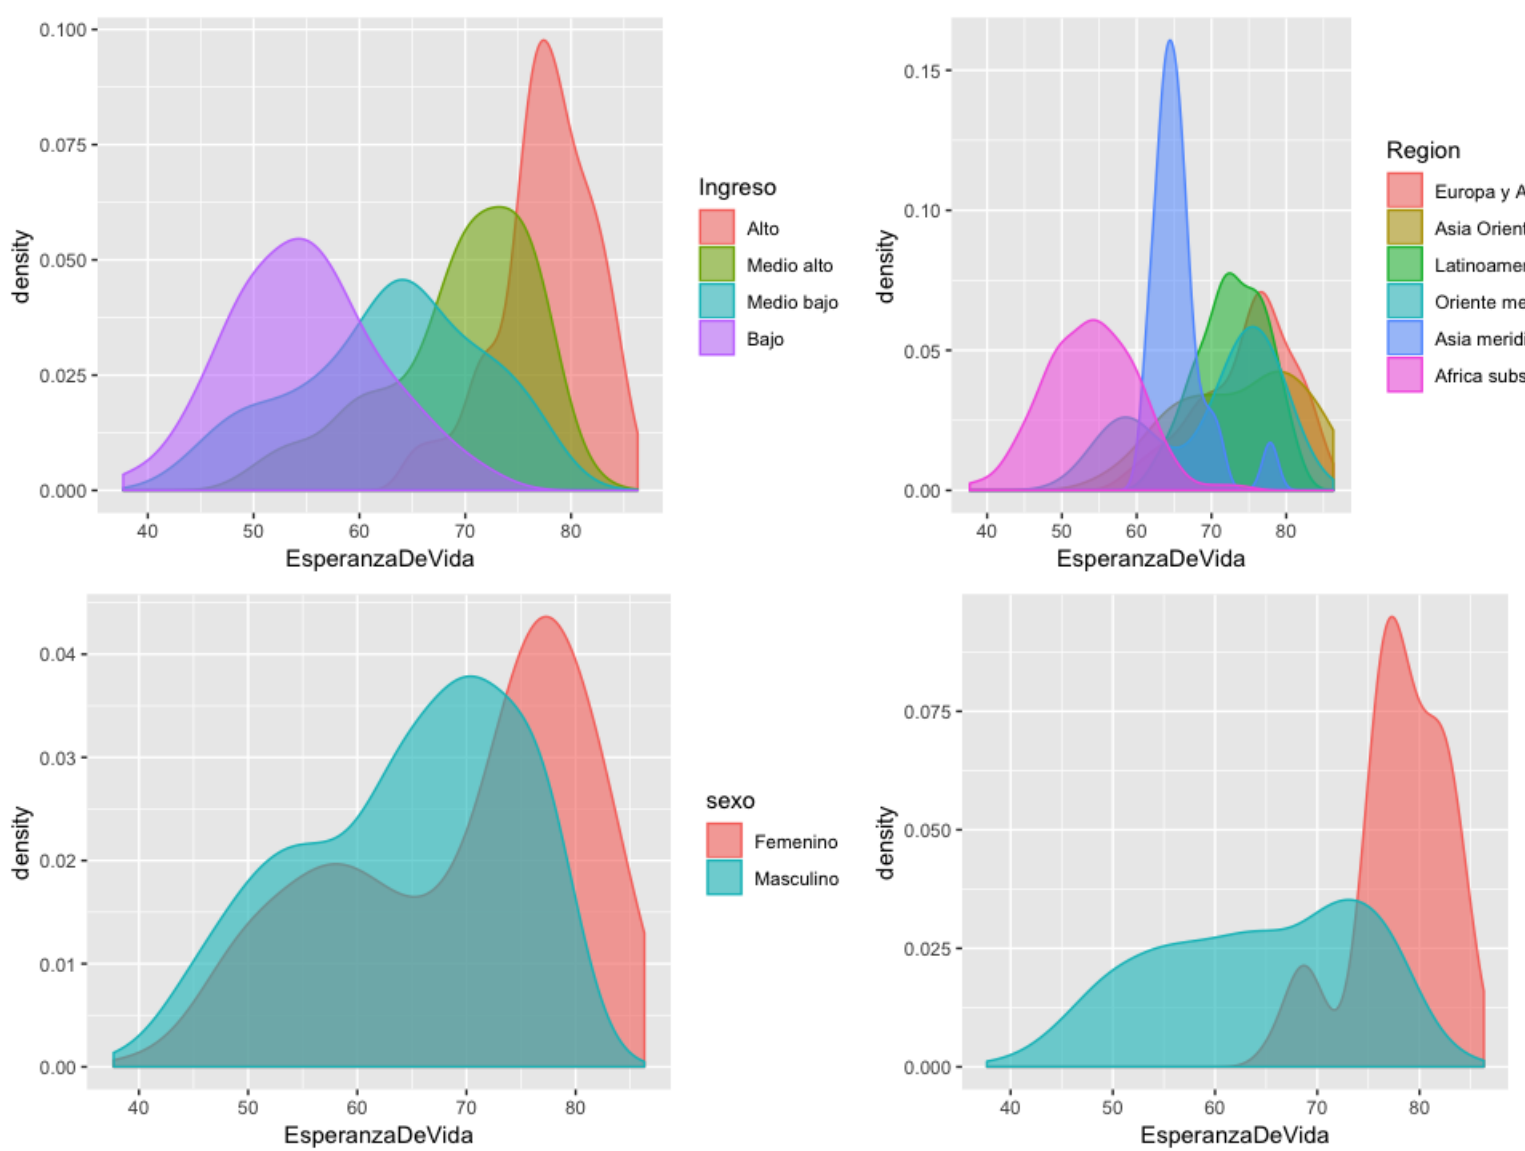 0.100
0.075
0.050
0.025
0.000
density
40 50 60 70 80
EsperanzaDeVida
Ingreso
Alto
Medio alto
Medio bajo
Bajo
0.15
0.10
0.05
0.00
density
40 50 60 70 80
EsperanzaDeVida
Region
Europa y A
Asia Orient
Latinoamer
Oriente me
Asia meridi
Africa subs
0.04
0.03
0.02
0.01
0.00
density
40 50 60 70 80
EsperanzaDeVida
sexo
Femenino
Masculino
0.075
0.050
0.025
0.000
density
40 50 60 70 80
EsperanzaDeVida